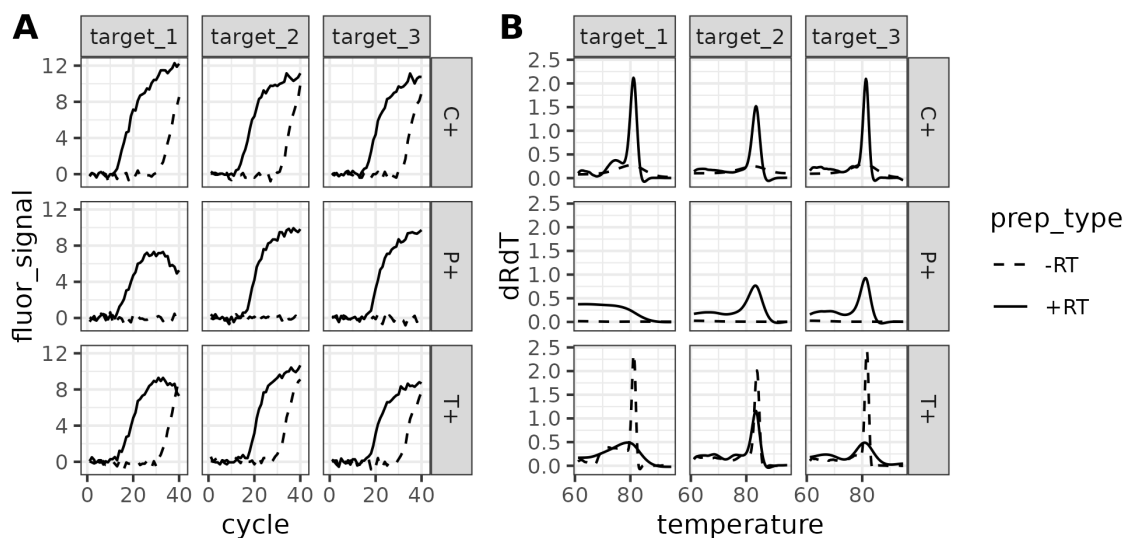 A
target_1 target_2 target_3
12
8
4
0
C+
12
8
4
0
P+
12
8
4
0
T+
0 20 40 0 20 40 0 20 40
fluor_signal
cycle
B
target_1 target_2 target_3
2.5
2.0
1.5
1.0
0.5
0.0
C+
2.5
2.0
1.5
1.0
0.5
0.0
P+
2.5
2.0
1.5
1.0
0.5
0.0
T+
60 80 60 80 60 80
dRdT
temperature
prep_type
-RT
+RT